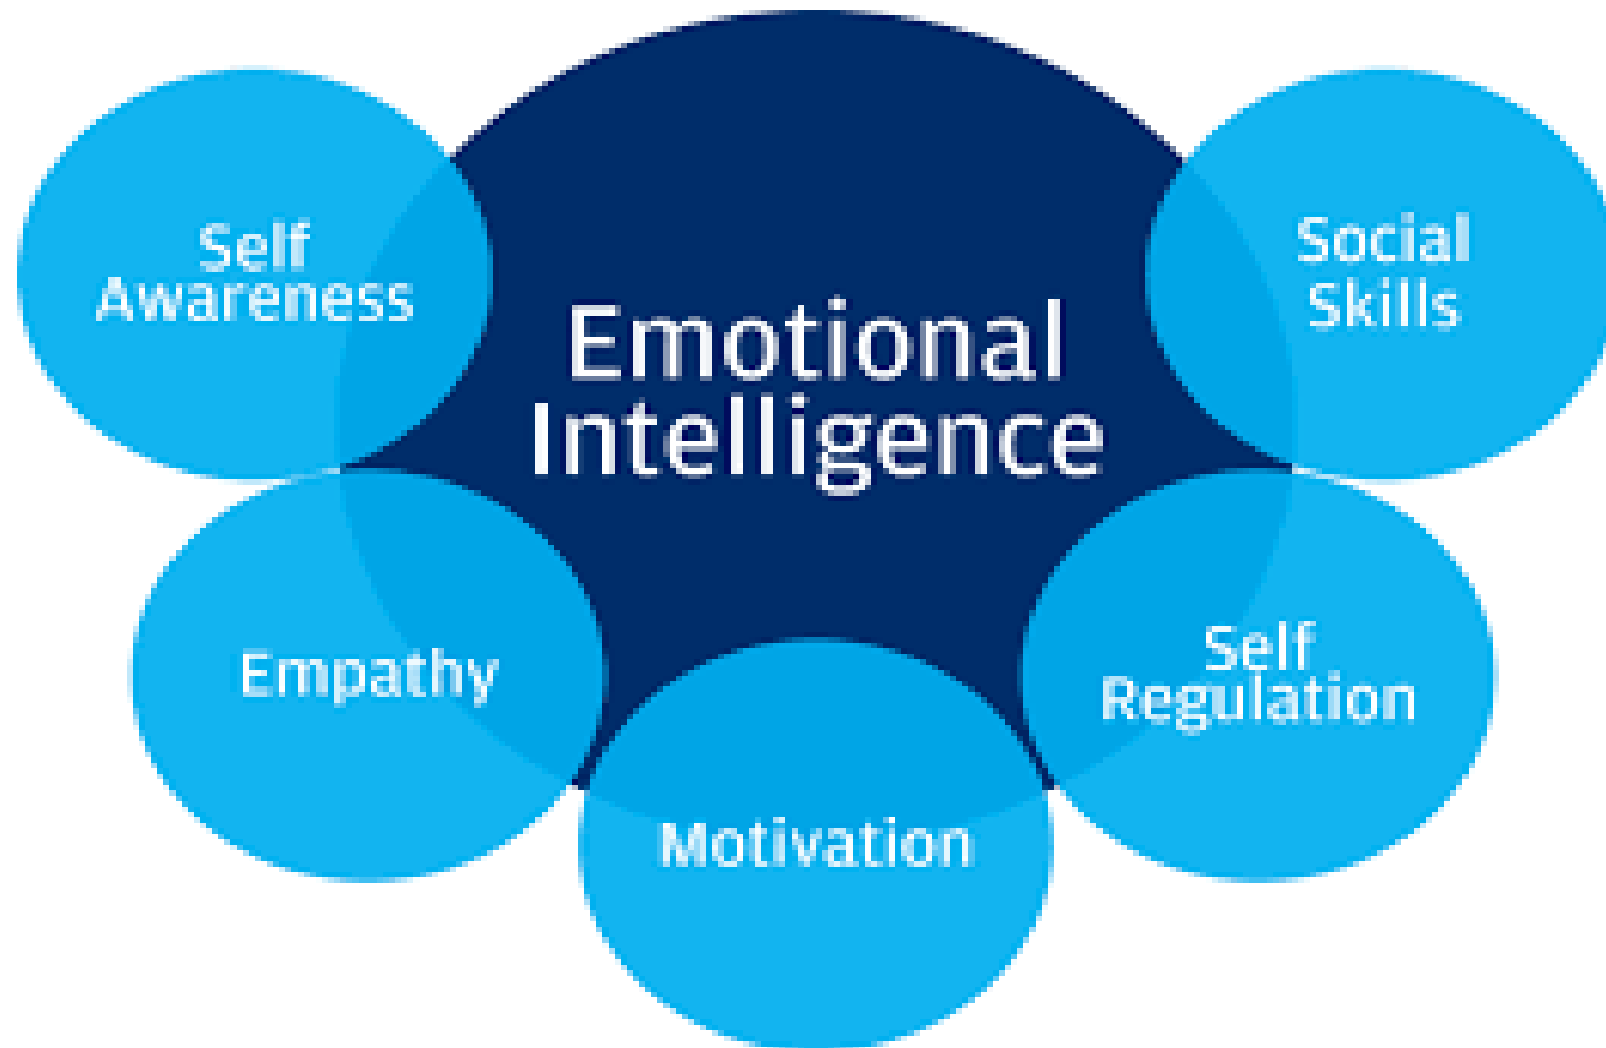 Self
Awareness
Emotional
Intelligence
Social
Skills
Empathy
Motivation
Self
Regulation